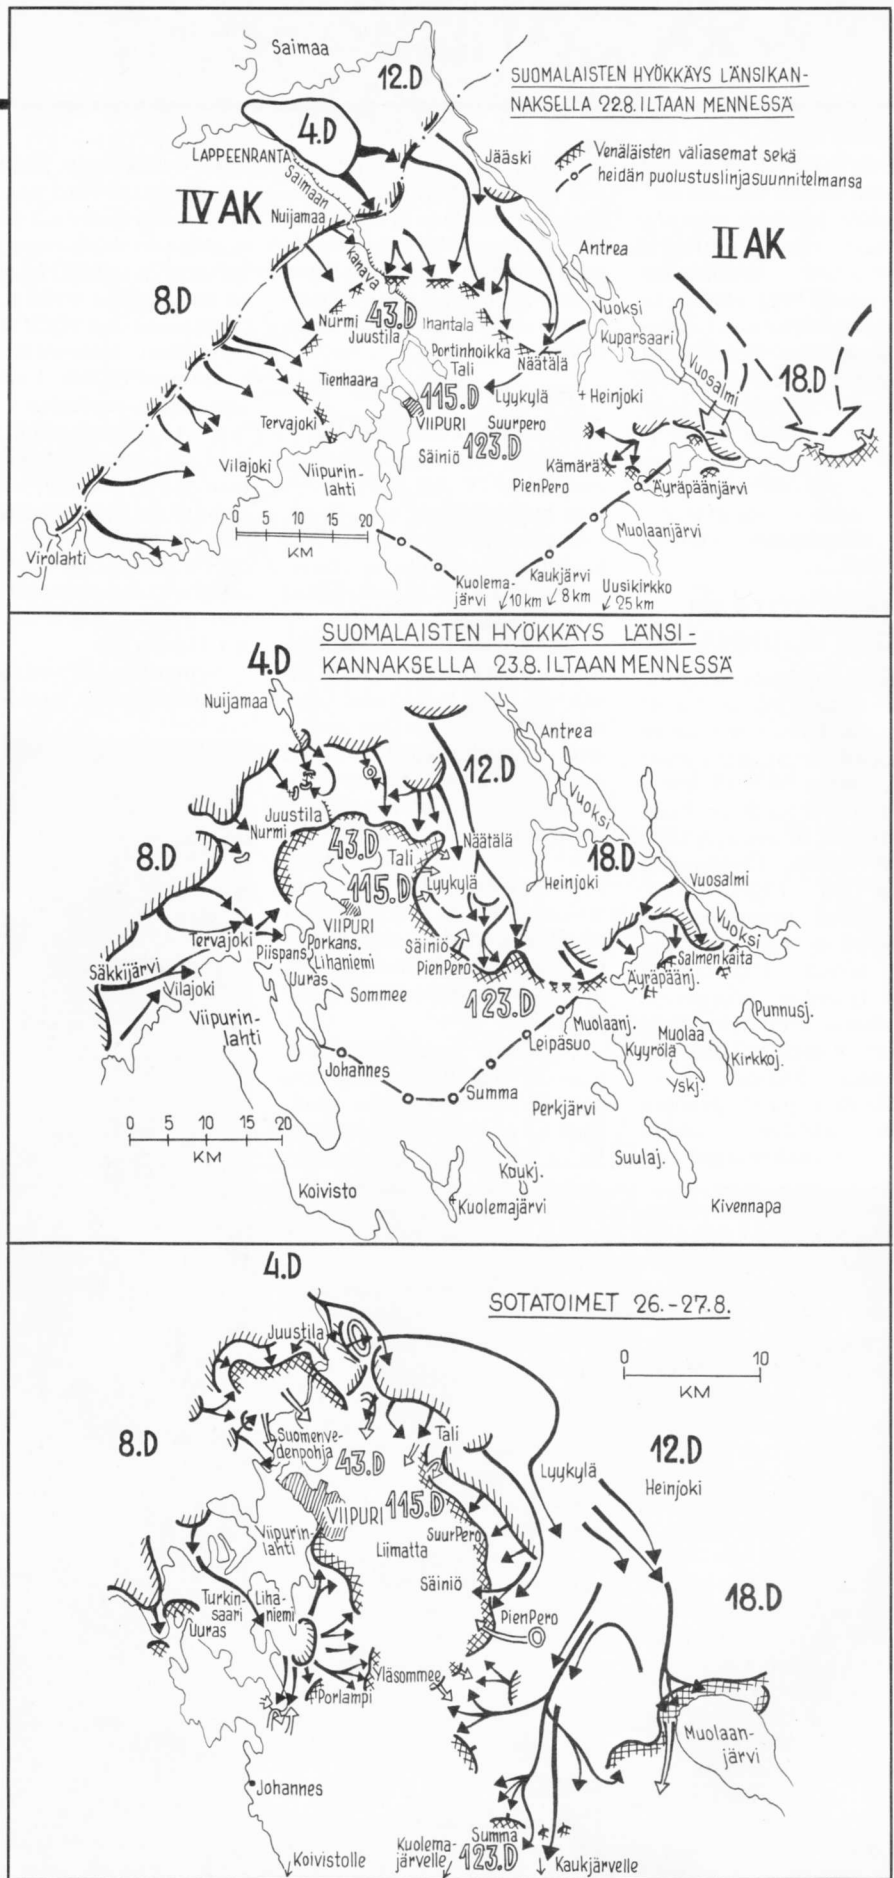 Saimaa
12.D
SUOMALAISTEN HYÖKKÄYS LÄNSIKAN-
NAKSELLA 22.8. ILTAAN MENNESSÄ
4.D
LAPPEENRANTA
Jääski
Venäläisten väliasemat sekä
heidän puolustuslinjasuunnitelmansa
Saimaan
IV AK
Nuijamaa
kanava
II AK
Antrea
8.D
Vuoksi
Nurmi
43.D
Ihantala
Juustila
Kuparsaari
Portinhoikka
Vuosalmi
Tali
Näätälä
18.D
Tienhaara
115.D
Lyykylä
Heinjoki
VIIPURI
Suurpero
Tervajoki
Säiniö
123.D
Vilajoki
Viipurin-
lahti
Kämärä
PienPero
Äyräpäänjärvi
0 5 10 15 20
KM
Muolaanjärvi
Virolahti
Kuolema-
järvi
10 km
Kaukjärvi
8 km
Uusikirkko
25 km
SUOMALAISTEN HYÖKKÄYS LÄNSI-
KANNAKSELLA 23.8. ILTAAN MENNESSÄ
4.D
Nuijamaa
Antrea
12.D
Vuoksi
Juustila
Nurmi
43.D
Näätälä
8.D
Tali
18.D
115.D
Lyykylä
Heinjoki
Vuosalmi
VIIPURI
Vuoksi
Tervajoki
Porkans.
Säiniö
Piispans.
Lihaniemi
PienPero
Salmenkaita
Säkkijärvi
Uuras
Äyräpäänj.
Vilajoki
Sommee
123.D
Viipurin-
lahti
Muolaanj.
Punnusj.
Leipäsuo
Muolaa
Kyyrölä
Kirkkoj.
Johannes
Summa
Yskj.
Perkjärvi
0 5 10 15 20
KM
Koukj.
Suulaj.
Koivisto
Kuolemajärvi
Kivennapa
4.D
SOTATOIMET 26.-27.8.
Juustila
0 10
KM
8.D
Suomenve-
denpohja
Tali
43.D
12.D
Lyykylä
Heinjoki
VIIPURI
115.D
Viipurin-
lahti
SuurPero
Liimatta
Säiniö
Turkin-
saari
Liha-
niemi
18.D
Uuras
PienPero
Yläsommee
Porlampi
Muolaan-
järvi
Johannes
Summa
Koivistolle
Kuolema-
järvelle
123.D
Kaukjärvelle